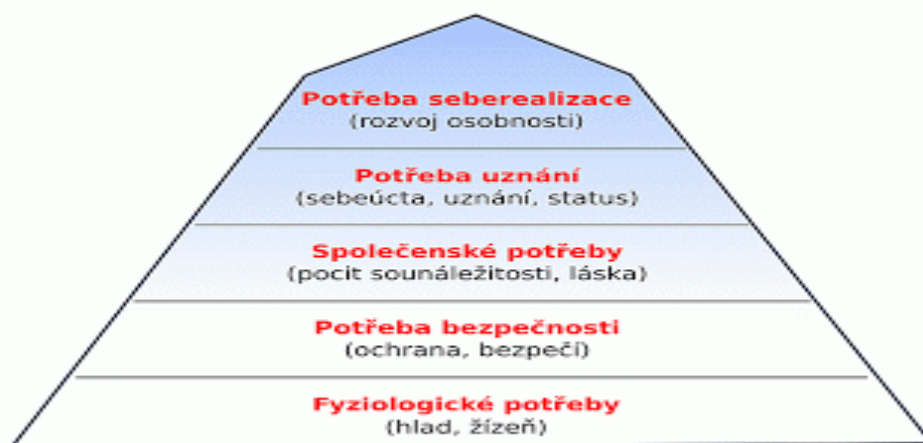 Potřeba seberealizace
(rozvoj osobnosti)
Potřeba uznání
(sebeúcta, uznání, status)
Společenské potřeby
(pocit sounáležitosti, láska)
Potřeba bezpečnosti
(ochrana, bezpečí)
Fyziologické potřeby
(hlad, žízeň)